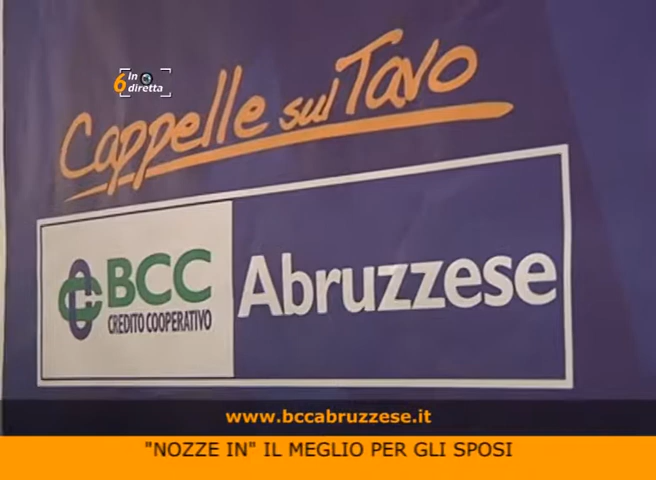 6 in
diretta
Cappelle sul Tavo
BCC
CREDITO COOPERATIVO
Abruzzese
www.bccabruzzese.it
"NOZZE IN" IL MEGLIO PER GLI SPOSI